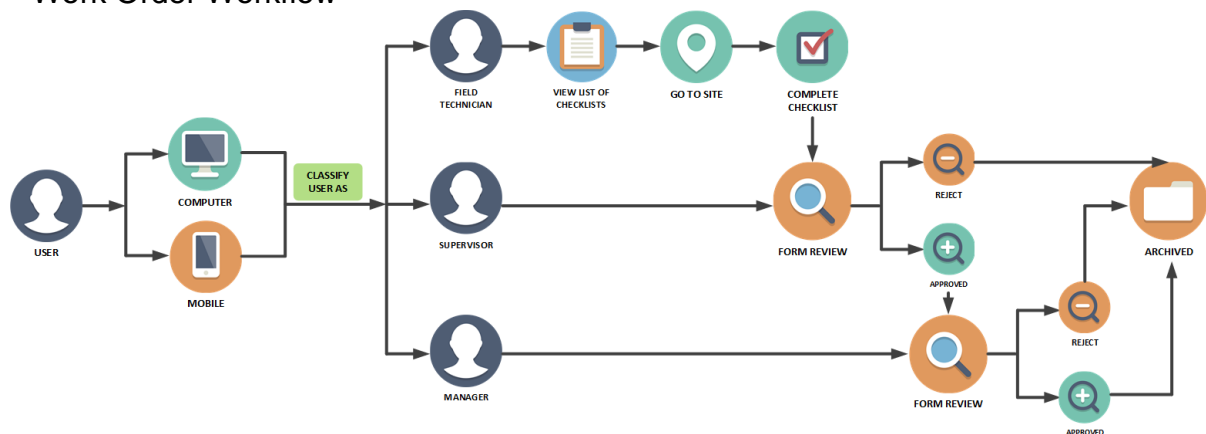 Work Order Workflow
FIELD
TECHNICIAN
VIEW LIST OF
CHECKLISTS
GO TO SITE
COMPLETE
CHECKLIST
CLASSIFY
USER AS
COMPUTER
REJECT
USER
SUPERVISOR
FORM REVIEW
ARCHIVED
MOBILE
APPROVED
REJECT
MANAGER
FORM REVIEW
APPROVED